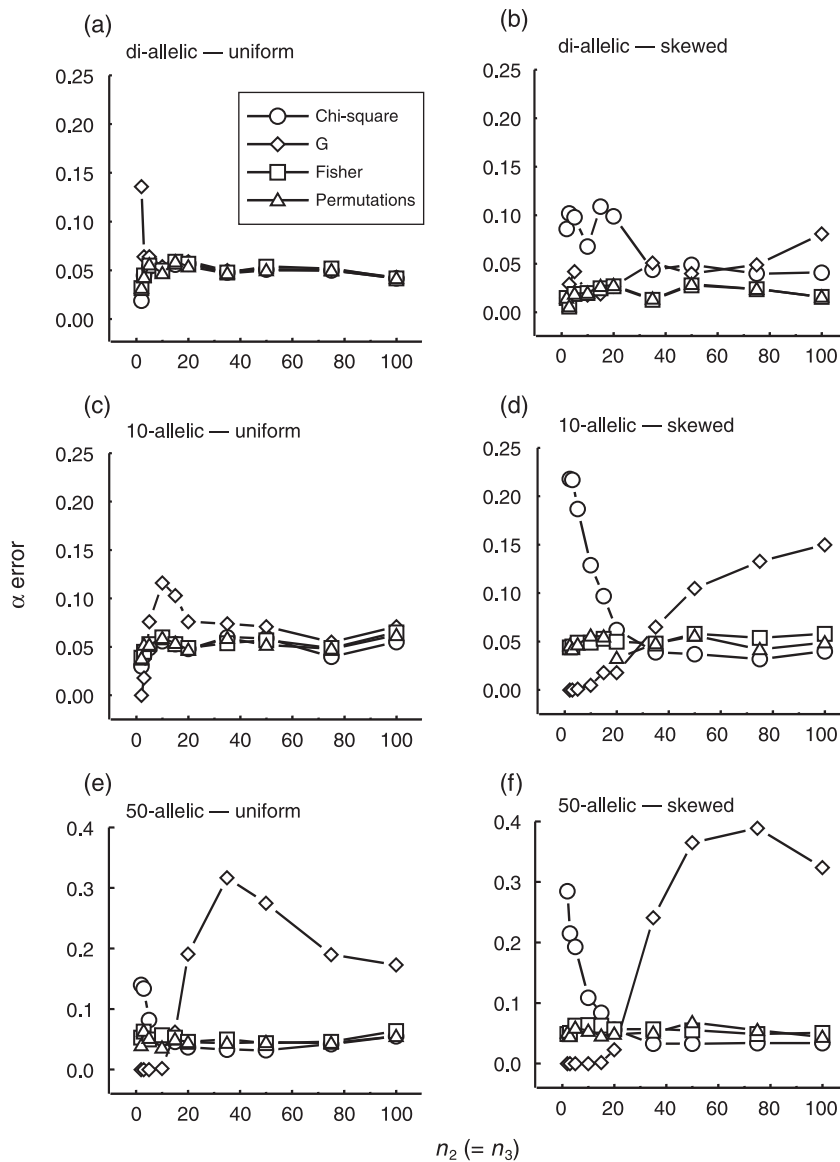 (a)
di-allelic — uniform
0.25
0.20
0.15
0.10
0.05
0.00
0 20 40 60 80 100
Chi-square
G
Fisher
Permutations
(b)
di-allelic — skewed
0.25
0.20
0.15
0.10
0.05
0.00
0 20 40 60 80 100
(c)
10-allelic — uniform
0.25
0.20
0.15
0.10
0.05
0.00
0 20 40 60 80 100
(d)
10-allelic — skewed
0.25
0.20
0.15
0.10
0.05
0.00
0 20 40 60 80 100
α error
(e)
50-allelic — uniform
0.4
0.3
0.2
0.1
0.0
0 20 40 60 80 100
(f)
50-allelic — skewed
0.4
0.3
0.2
0.1
0.0
0 20 40 60 80 100
n₂ (= n₃)